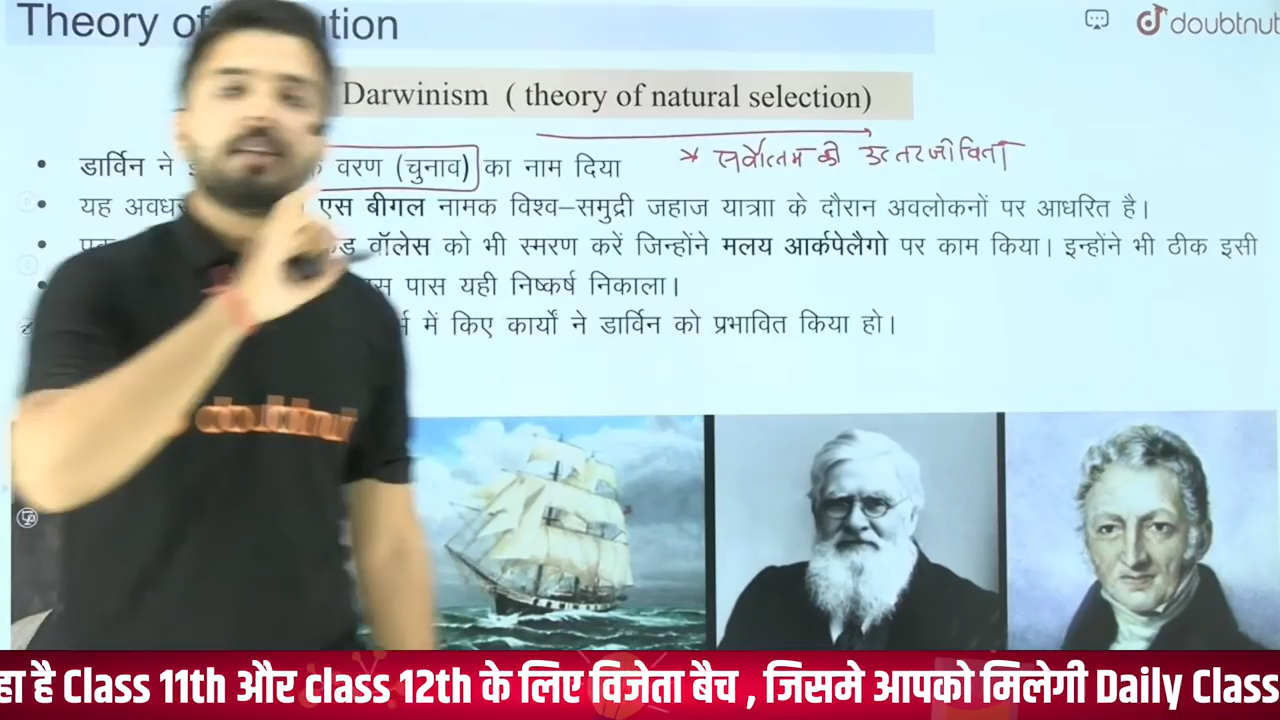 Theory of ution
doubtnut
Darwinism ( theory of natural selection)
* सर्वोत्तम की उत्तरजीविता
• डार्विन ने वरण (चुनाव) का नाम दिया
• यह एस बीगल नामक विश्व–समुद्री जहाज यात्राा के दौरान अवलोकनों पर आधरित है।
• वॉलेस को भी स्मरण करें जिन्होंने मलय आर्कपेलैगो पर काम किया। इन्होंने भी ठीक इसी
• पास यही निष्कर्ष निकाला।
में किए कार्यों ने डार्विन को प्रभावित किया हो।
doubtnut
हा है Class 11th और class 12th के लिए विजेता बैच , जिसमे आपको मिलेगी Daily Class